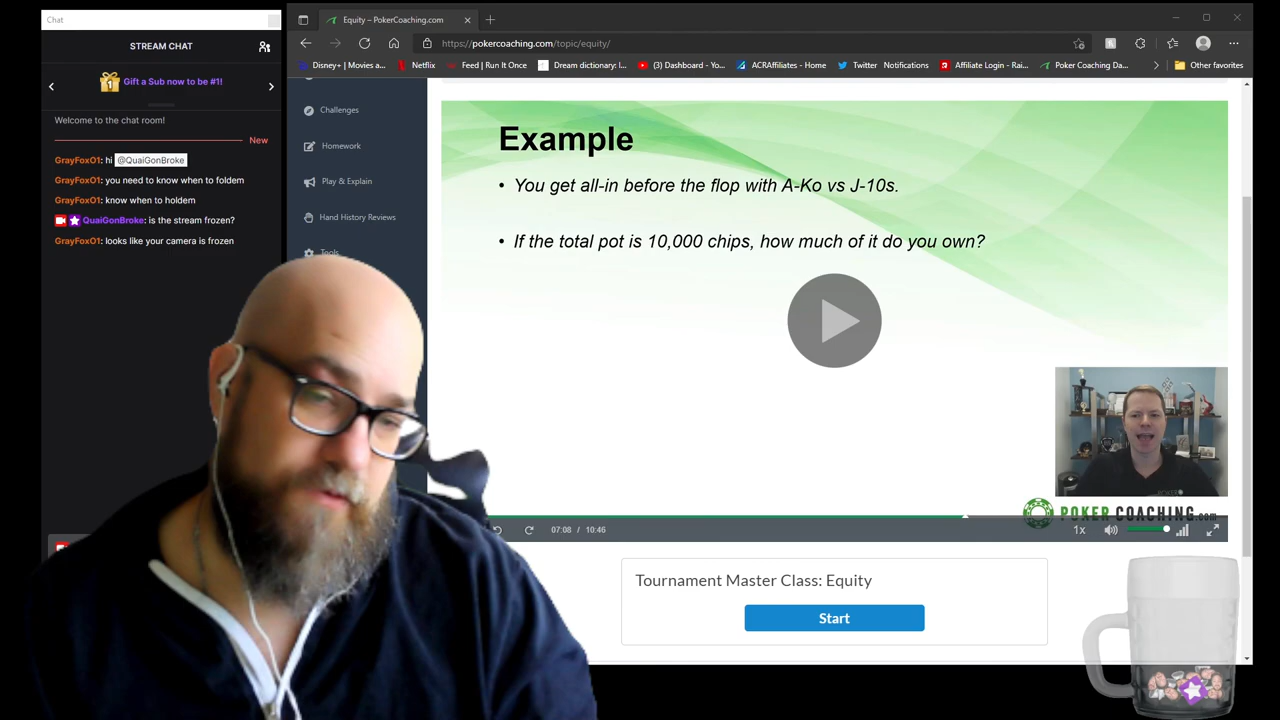 Chat
STREAM CHAT
Gift a Sub now to be #1!
Welcome to the chat room!
New
GrayFoxO1: hi @QuaiGonBroke
GrayFoxO1: you need to know when to foldem
GrayFoxO1: know when to holdem
QuaiGonBroke: is the stream frozen?
GrayFoxO1: looks like your camera is frozen
Equity – PokerCoaching.com
https://pokercoaching.com/topic/equity/
Disney+ | Movies a...
Netflix
Feed | Run It Once
Dream dictionary: l...
(3) Dashboard - Yo...
ACRAffiliates - Home
Twitter
Notifications
Affiliate Login - Rai...
Poker Coaching Da...
Other favorites
Challenges
Homework
Play & Explain
Hand History Reviews
Tools
Example
• You get all-in before the flop with A-Ko vs J-10s.
• If the total pot is 10,000 chips, how much of it do you own?
POKER COACHING.com
07:08 / 10:46
1x
Tournament Master Class: Equity
Start